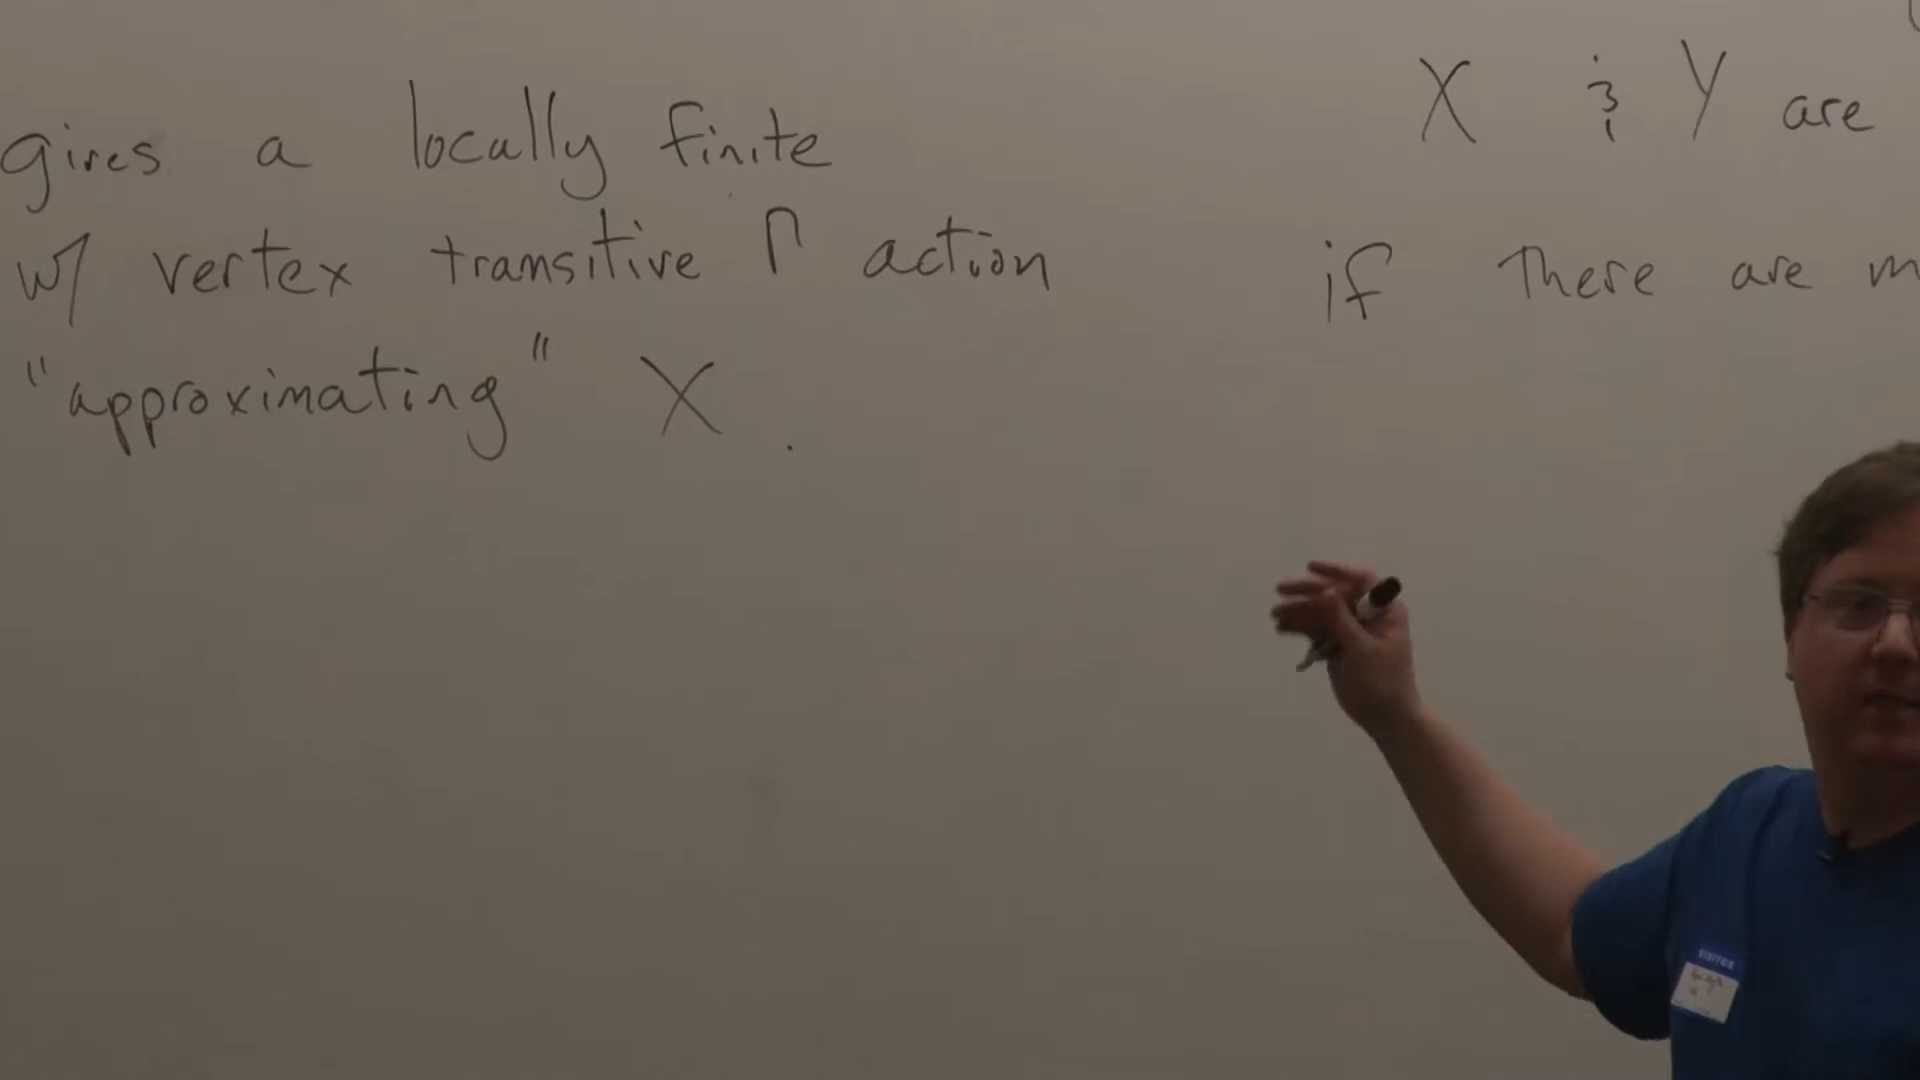 gives a locally finite
w/ vertex transitive Γ action
"approximating" X.
X & Y are
if there are m